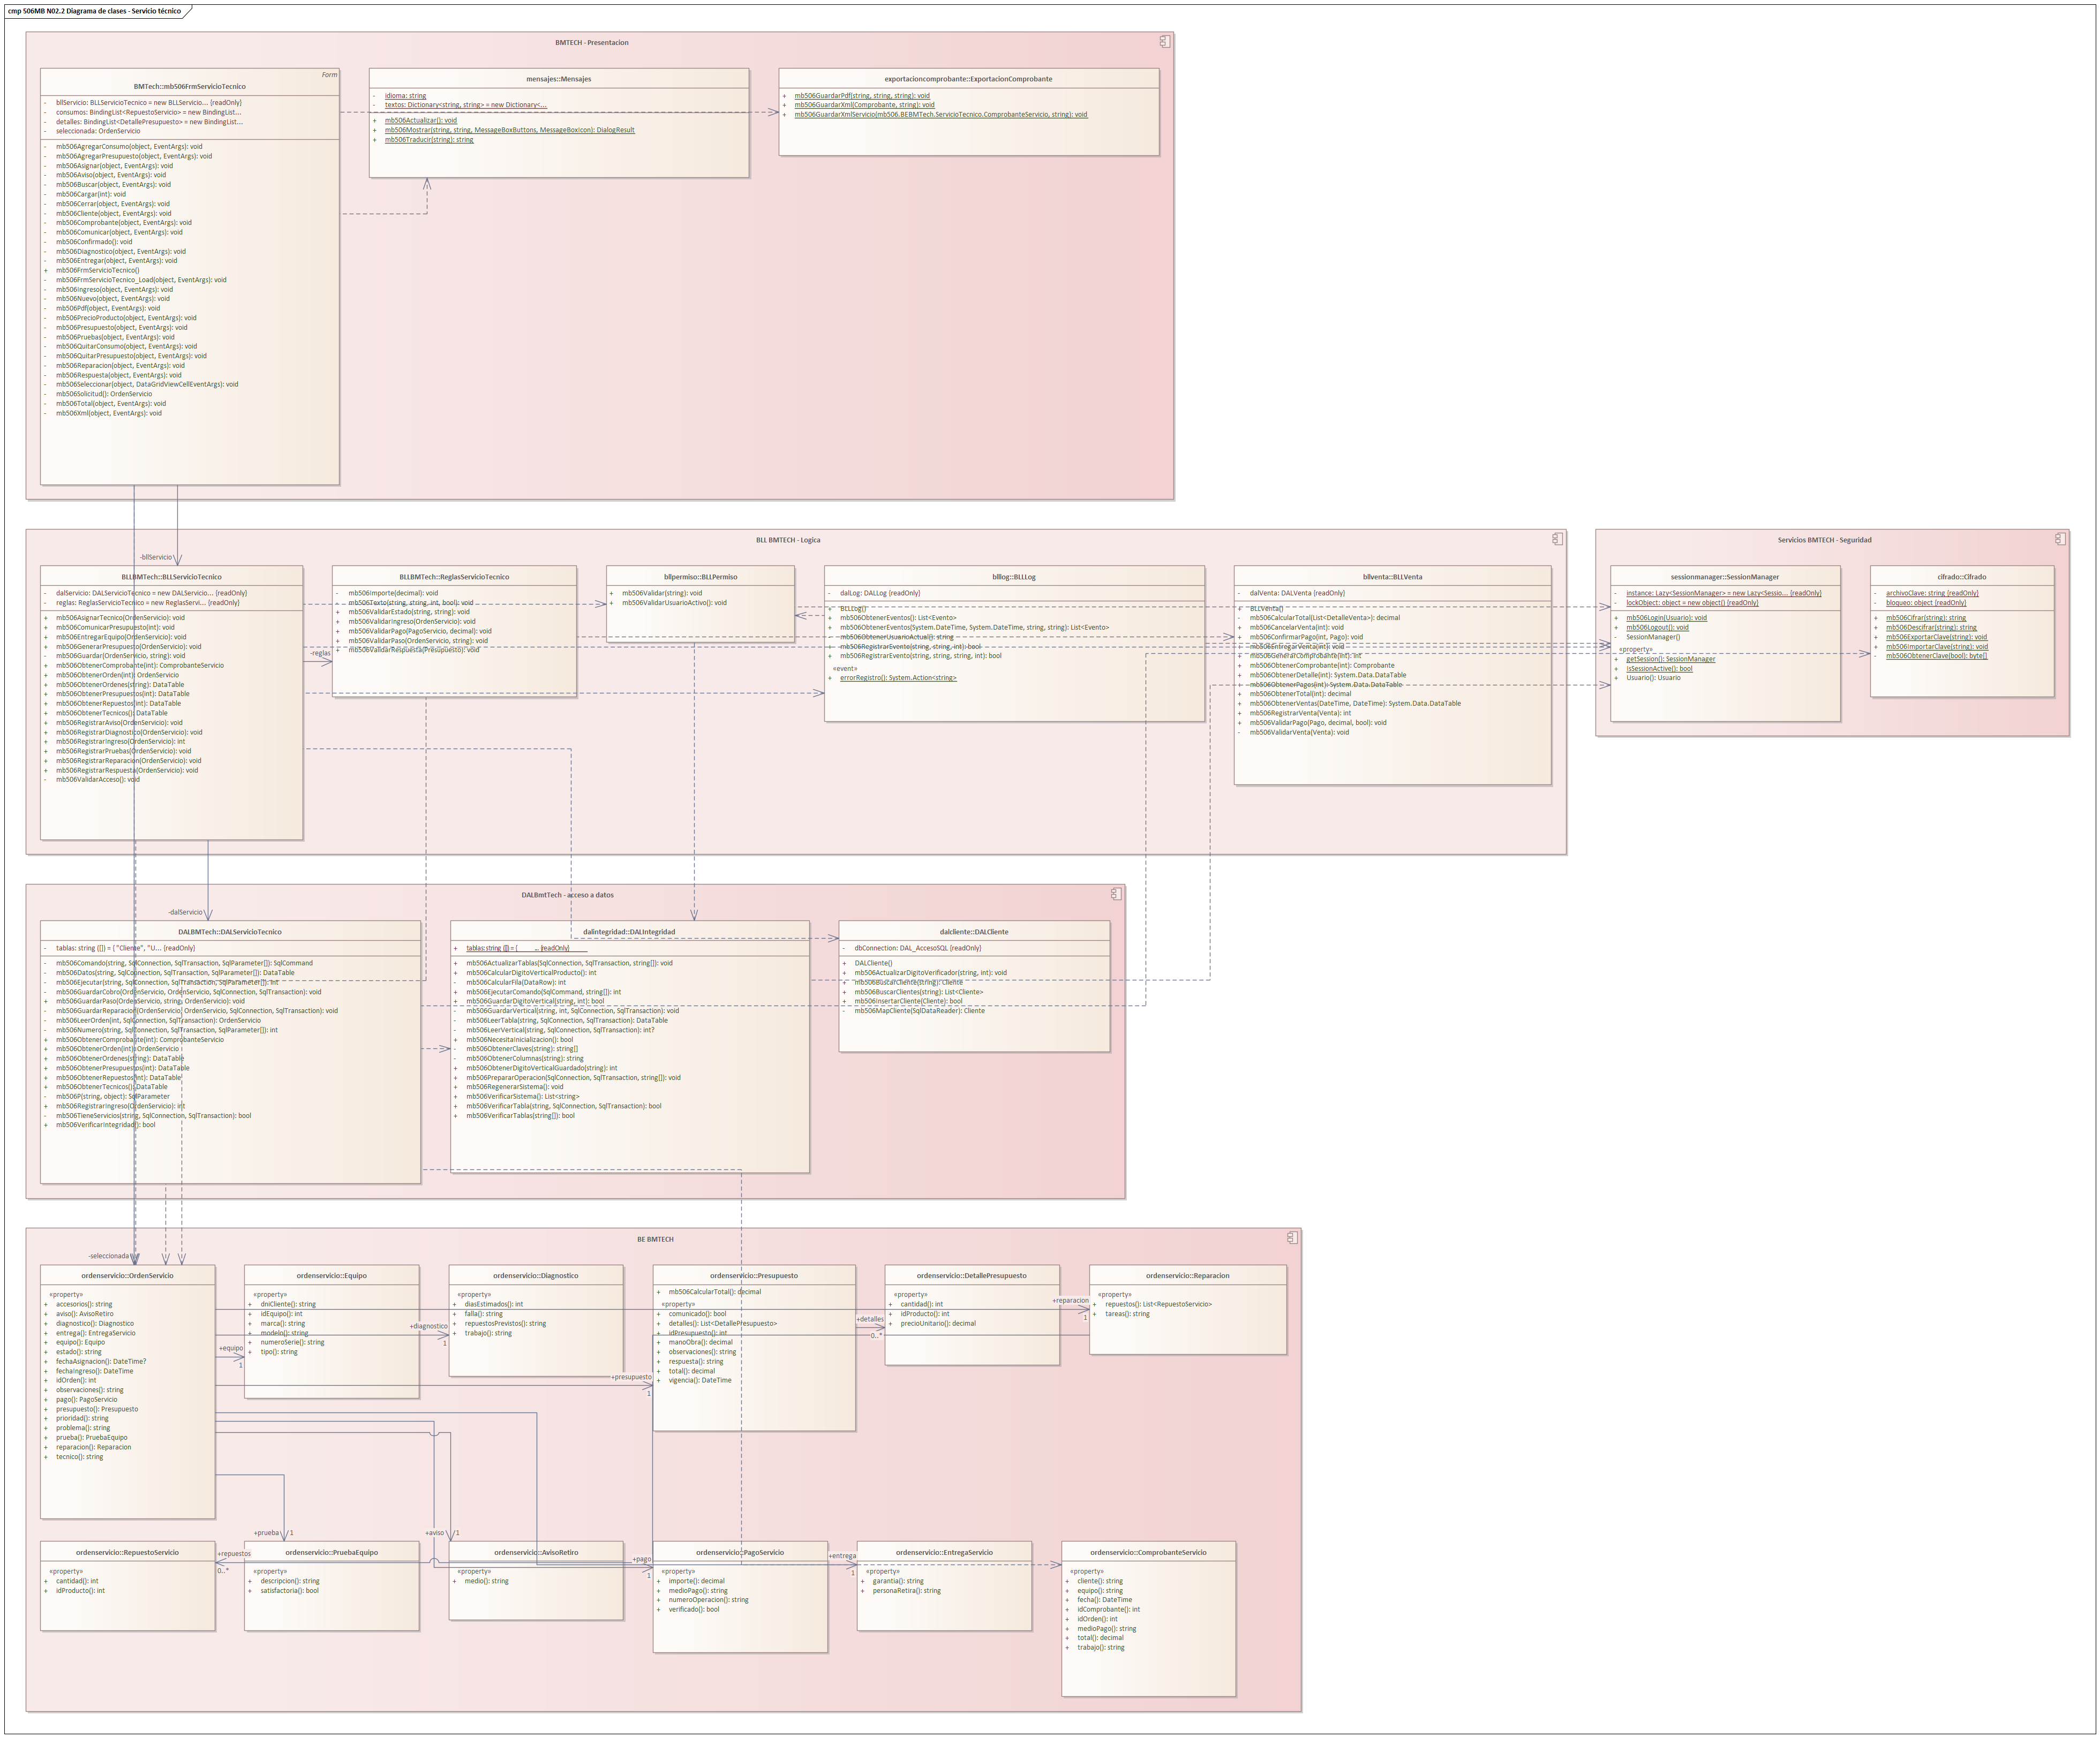 cmp 506MB N02.2 Diagrama de clases - Servicio técnico
BMTECH - Presentacion
Form
BMTech::mb506FrmServicioTecnico
- bllServicio: BLLServicioTecnico = new BLLServicio... {readOnly}
- consumos: BindingList<RepuestoServicio> = new BindingList...
- detalles: BindingList<DetallePresupuesto> = new BindingList...
- seleccionada: OrdenServicio
- mb506AgregarConsumo(object, EventArgs): void
- mb506AgregarPresupuesto(object, EventArgs): void
- mb506Asignar(object, EventArgs): void
- mb506Aviso(object, EventArgs): void
- mb506Buscar(object, EventArgs): void
- mb506Cargar(int): void
- mb506Cerrar(object, EventArgs): void
- mb506Cliente(object, EventArgs): void
- mb506Comprobante(object, EventArgs): void
- mb506Comunicar(object, EventArgs): void
- mb506Confirmado(): void
- mb506Diagnostico(object, EventArgs): void
- mb506Entregar(object, EventArgs): void
+ mb506FrmServicioTecnico()
- mb506FrmServicioTecnico_Load(object, EventArgs): void
- mb506Ingreso(object, EventArgs): void
- mb506Nuevo(object, EventArgs): void
- mb506Pdf(object, EventArgs): void
- mb506PrecioProducto(object, EventArgs): void
- mb506Presupuesto(object, EventArgs): void
- mb506Pruebas(object, EventArgs): void
- mb506QuitarConsumo(object, EventArgs): void
- mb506QuitarPresupuesto(object, EventArgs): void
- mb506Reparacion(object, EventArgs): void
- mb506Respuesta(object, EventArgs): void
- mb506Seleccionar(object, DataGridViewCellEventArgs): void
- mb506Solicitud(): OrdenServicio
- mb506Total(object, EventArgs): void
- mb506Xml(object, EventArgs): void
mensajes::Mensajes
- idioma: string
- textos: Dictionary<string, string> = new Dictionary<...
+ mb506Actualizar(): void
+ mb506Mostrar(string, string, MessageBoxButtons, MessageBoxIcon): DialogResult
+ mb506Traducir(string): string
exportacioncomprobante::ExportacionComprobante
+ mb506GuardarPdf(string, string, string): void
+ mb506GuardarXml(Comprobante, string): void
+ mb506GuardarXmlServicio(mb506.BEBMTech.ServicioTecnico.ComprobanteServicio, string): void
BLL BMTECH - Logica
-bllServicio
BLLBMTech::BLLServicioTecnico
- dalServicio: DALServicioTecnico = new DALServicio... {readOnly}
- reglas: ReglasServicioTecnico = new ReglasServi... {readOnly}
+ mb506AsignarTecnico(OrdenServicio): void
+ mb506ComunicarPresupuesto(int): void
+ mb506EntregarEquipo(OrdenServicio): void
+ mb506GenerarPresupuesto(OrdenServicio): void
- mb506Guardar(OrdenServicio, string): void
+ mb506ObtenerComprobante(int): ComprobanteServicio
+ mb506ObtenerOrden(int): OrdenServicio
+ mb506ObtenerOrdenes(string): DataTable
+ mb506ObtenerPresupuestos(int): DataTable
+ mb506ObtenerRepuestos(int): DataTable
+ mb506ObtenerTecnicos(): DataTable
+ mb506RegistrarAviso(OrdenServicio): void
+ mb506RegistrarDiagnostico(OrdenServicio): void
+ mb506RegistrarIngreso(OrdenServicio): int
+ mb506RegistrarPruebas(OrdenServicio): void
+ mb506RegistrarReparacion(OrdenServicio): void
+ mb506RegistrarRespuesta(OrdenServicio): void
- mb506ValidarAcceso(): void
-reglas
BLLBMTech::ReglasServicioTecnico
- mb506Importe(decimal): void
- mb506Texto(string, string, int, bool): void
+ mb506ValidarEstado(string, string): void
+ mb506ValidarIngreso(OrdenServicio): void
+ mb506ValidarPago(PagoServicio, decimal): void
+ mb506ValidarPaso(OrdenServicio, string): void
+ mb506ValidarRespuesta(Presupuesto): void
bllpermiso::BLLPermiso
+ mb506Validar(string): void
+ mb506ValidarUsuarioActivo(): void
bllog::BLLLog
- dalLog: DALLog {readOnly}
+ BLLLog()
+ mb506ObtenerEventos(): List<Evento>
+ mb506ObtenerEventos(System.DateTime, System.DateTime, string, string): List<Evento>
- mb506ObtenerUsuarioActual(): string
+ mb506RegistrarEvento(string, string, int): bool
+ mb506RegistrarEvento(string, string, string, int): bool
«event»
+ errorRegistro(): System.Action<string>
bllventa::BLLVenta
- dalVenta: DALVenta {readOnly}
+ BLLVenta()
- mb506CalcularTotal(List<DetalleVenta>): decimal
+ mb506CancelarVenta(int): void
+ mb506ConfirmarPago(int, Pago): void
+ mb506EntregarVenta(int): void
+ mb506GenerarComprobante(int): int
+ mb506ObtenerComprobante(int): Comprobante
+ mb506ObtenerDetalle(int): System.Data.DataTable
+ mb506ObtenerPagos(int): System.Data.DataTable
+ mb506ObtenerTotal(int): decimal
+ mb506ObtenerVentas(DateTime, DateTime): System.Data.DataTable
+ mb506RegistrarVenta(Venta): int
+ mb506ValidarPago(Pago, decimal, bool): void
- mb506ValidarVenta(Venta): void
Servicios BMTECH - Seguridad
sessionmanager::SessionManager
- instance: Lazy<SessionManager> = new Lazy<Sessio... {readOnly}
- lockObject: object = new object() {readOnly}
+ mb506Login(Usuario): void
+ mb506Logout(): void
- SessionManager()
«property»
+ getSession(): SessionManager
+ IsSessionActive(): bool
+ Usuario(): Usuario
cifrado::Cifrado
- archivoClave: string {readOnly}
- bloqueo: object {readOnly}
+ mb506Cifrar(string): string
+ mb506Descifrar(string): string
+ mb506ExportarClave(string): void
+ mb506ImportarClave(string): void
- mb506ObtenerClave(bool): byte[]
DALBmtTech - acceso a datos
-dalServicio
DALBMTech::DALServicioTecnico
- tablas: string ([]) = { "Cliente", "U... {readOnly}
- mb506Comando(string, SqlConnection, SqlTransaction, SqlParameter[]): SqlCommand
- mb506Datos(string, SqlConnection, SqlTransaction, SqlParameter[]): DataTable
- mb506Ejecutar(string, SqlConnection, SqlTransaction, SqlParameter[]): int
- mb506GuardarCobro(OrdenServicio, OrdenServicio, SqlConnection, SqlTransaction): void
+ mb506GuardarPaso(OrdenServicio, string, OrdenServicio): void
- mb506GuardarReparacion(OrdenServicio, OrdenServicio, SqlConnection, SqlTransaction): void
- mb506LeerOrden(int, SqlConnection, SqlTransaction): OrdenServicio
- mb506Numero(string, SqlConnection, SqlTransaction, SqlParameter[]): int
+ mb506ObtenerComprobante(int): ComprobanteServicio
+ mb506ObtenerOrden(int): OrdenServicio
+ mb506ObtenerOrdenes(string): DataTable
+ mb506ObtenerPresupuestos(int): DataTable
+ mb506ObtenerRepuestos(int): DataTable
+ mb506ObtenerTecnicos(): DataTable
- mb506P(string, object): SqlParameter
+ mb506RegistrarIngreso(OrdenServicio): int
- mb506TieneServicios(string, SqlConnection, SqlTransaction): bool
+ mb506VerificarIntegridad(): bool
dalintegridad::DALIntegridad
+ tablas: string ([]) = { ... {readOnly}
+ mb506ActualizarTablas(SqlConnection, SqlTransaction, string[]): void
+ mb506CalcularDigitoVerticalProducto(): int
- mb506CalcularFila(DataRow): int
+ mb506EjecutarComando(SqlCommand, string[]): int
+ mb506GuardarDigitoVertical(string, int): bool
- mb506GuardarVertical(string, int, SqlConnection, SqlTransaction): void
- mb506LeerTabla(string, SqlConnection, SqlTransaction): DataTable
- mb506LeerVertical(string, SqlConnection, SqlTransaction): int?
+ mb506NecesitaInicializacion(): bool
- mb506ObtenerClaves(string): string[]
- mb506ObtenerColumnas(string): string
+ mb506ObtenerDigitoVerticalGuardado(string): int
+ mb506PrepararOperacion(SqlConnection, SqlTransaction, string[]): void
+ mb506RegenerarSistema(): void
+ mb506VerificarSistema(): List<string>
+ mb506VerificarTabla(string, SqlConnection, SqlTransaction): bool
+ mb506VerificarTablas(string[]): bool
dalcliente::DALCliente
- dbConnection: DAL_AccesoSQL {readOnly}
+ DALCliente()
+ mb506ActualizarDigitoVerificador(string, int): void
+ mb506BuscarCliente(string): Cliente
+ mb506BuscarClientes(string): List<Cliente>
+ mb506InsertarCliente(Cliente): bool
- mb506MapCliente(SqlDataReader): Cliente
BE BMTECH
-seleccionada
ordenservicio::OrdenServicio
«property»
+ accesorios(): string
+ aviso(): AvisoRetiro
+ diagnostico(): Diagnostico
+ entrega(): EntregaServicio
+ equipo(): Equipo
+ estado(): string
+ fechaAsignacion(): DateTime?
+ fechaIngreso(): DateTime
+ idOrden(): int
+ observaciones(): string
+ pago(): PagoServicio
+ presupuesto(): Presupuesto
+ prioridad(): string
+ problema(): string
+ prueba(): PruebaEquipo
+ reparacion(): Reparacion
+ tecnico(): string
+equipo
1
ordenservicio::Equipo
«property»
+ dniCliente(): string
+ idEquipo(): int
+ marca(): string
+ modelo(): string
+ numeroSerie(): string
+ tipo(): string
+diagnostico
1
ordenservicio::Diagnostico
«property»
+ diasEstimados(): int
+ falla(): string
+ repuestosPrevistos(): string
+ trabajo(): string
+presupuesto
1
ordenservicio::Presupuesto
+ mb506CalcularTotal(): decimal
«property»
+ comunicado(): bool
+ detalles(): List<DetallePresupuesto>
+ idPresupuesto(): int
+ manoObra(): decimal
+ observaciones(): string
+ respuesta(): string
+ total(): decimal
+ vigencia(): DateTime
+detalles
0..*
ordenservicio::DetallePresupuesto
«property»
+ cantidad(): int
+ idProducto(): int
+ precioUnitario(): decimal
+reparacion
1
ordenservicio::Reparacion
«property»
+ repuestos(): List<RepuestoServicio>
+ tareas(): string
ordenservicio::RepuestoServicio
«property»
+ cantidad(): int
+ idProducto(): int
+repuestos
0..*
+prueba
1
ordenservicio::PruebaEquipo
«property»
+ descripcion(): string
+ satisfactoria(): bool
+aviso
1
ordenservicio::AvisoRetiro
«property»
+ medio(): string
+pago
1
ordenservicio::PagoServicio
«property»
+ importe(): decimal
+ medioPago(): string
+ numeroOperacion(): string
+ verificado(): bool
+entrega
1
ordenservicio::EntregaServicio
«property»
+ garantia(): string
+ personaRetira(): string
ordenservicio::ComprobanteServicio
«property»
+ cliente(): string
+ equipo(): string
+ fecha(): DateTime
+ idComprobante(): int
+ idOrden(): int
+ medioPago(): string
+ total(): decimal
+ trabajo(): string